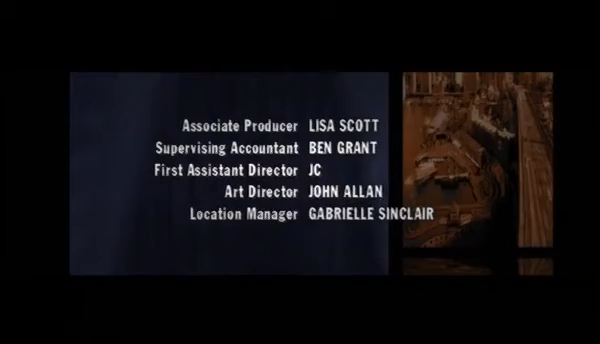 Associate Producer LISA SCOTT
Supervising Accountant BEN GRANT
First Assistant Director JC
Art Director JOHN ALLAN
Location Manager GABRIELLE SINCLAIR